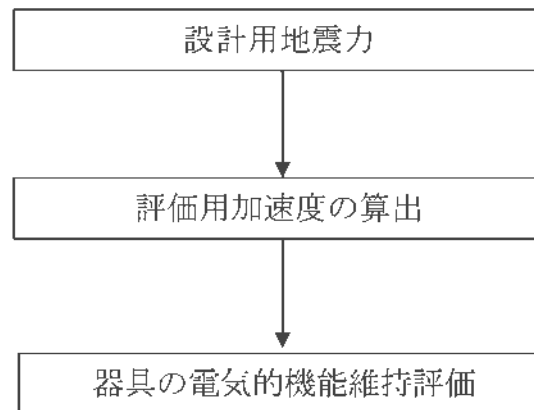 設計用地震力
評価用加速度の算出
器具の電気的機能維持評価